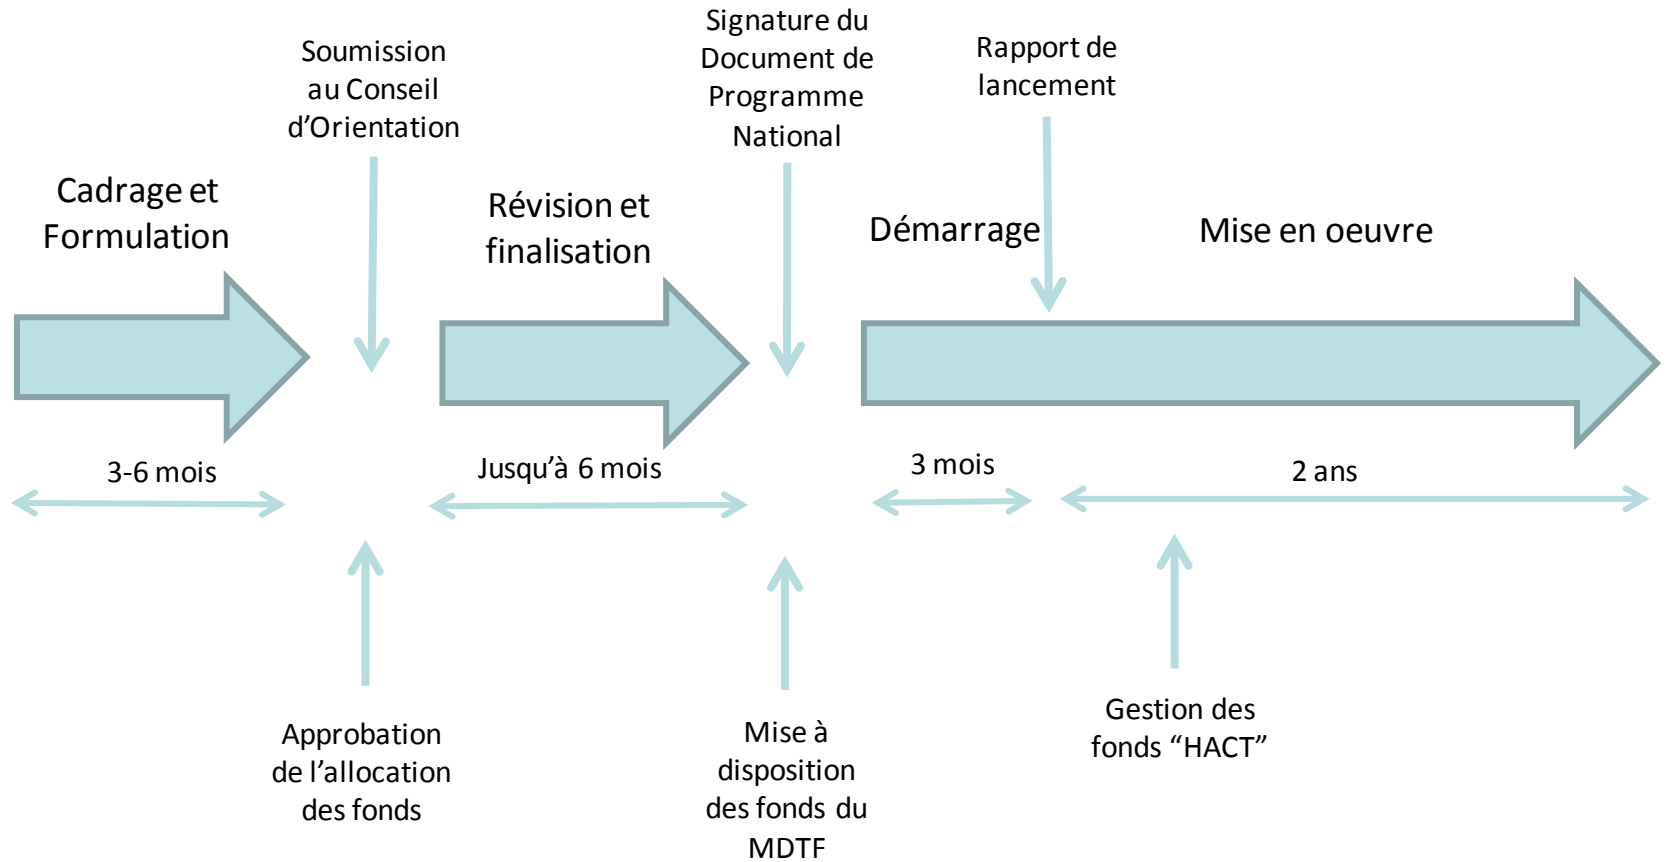 Soumission
au Conseil
d’Orientation
Signature du
Document de
Programme
National
Rapport de
lancement
Cadrage et
Formulation
Révision et
finalisation
Démarrage
Mise en oeuvre
3-6 mois
Jusqu’à 6 mois
3 mois
2 ans
Approbation
de l’allocation
des fonds
Mise à
disposition
des fonds du
MDTF
Gestion des
fonds “HACT”